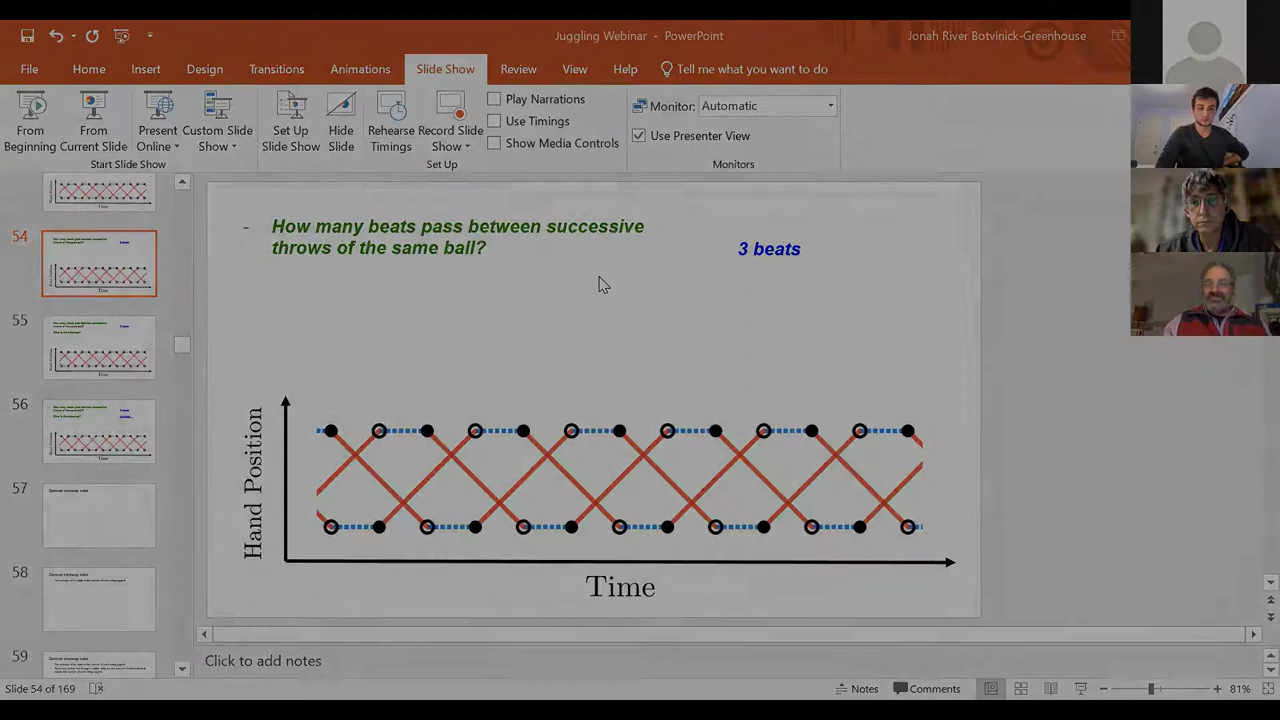 Juggling Webinar - PowerPoint
Jonah River Botvinick-Greenhouse
File Home Insert Design Transitions Animations Slide Show Review View Help Tell me what you to do
From Beginning
From Current Slide
Present Online
Custom Slide Show
Start Slide Show
Set Up Slide Show
Hide Slide
Rehearse Timings
Record Slide Show
Play Narrations
Use Timings
Show Media Controls
Set Up
Monitor: Automatic
Use Presenter View
Monitors
54
55
56
57
58
59
- How many beats pass between successive
throws of the same ball?
3 beats
Hand Position
Time
Click to add notes
Slide 54 of 169
Notes Comments 81%